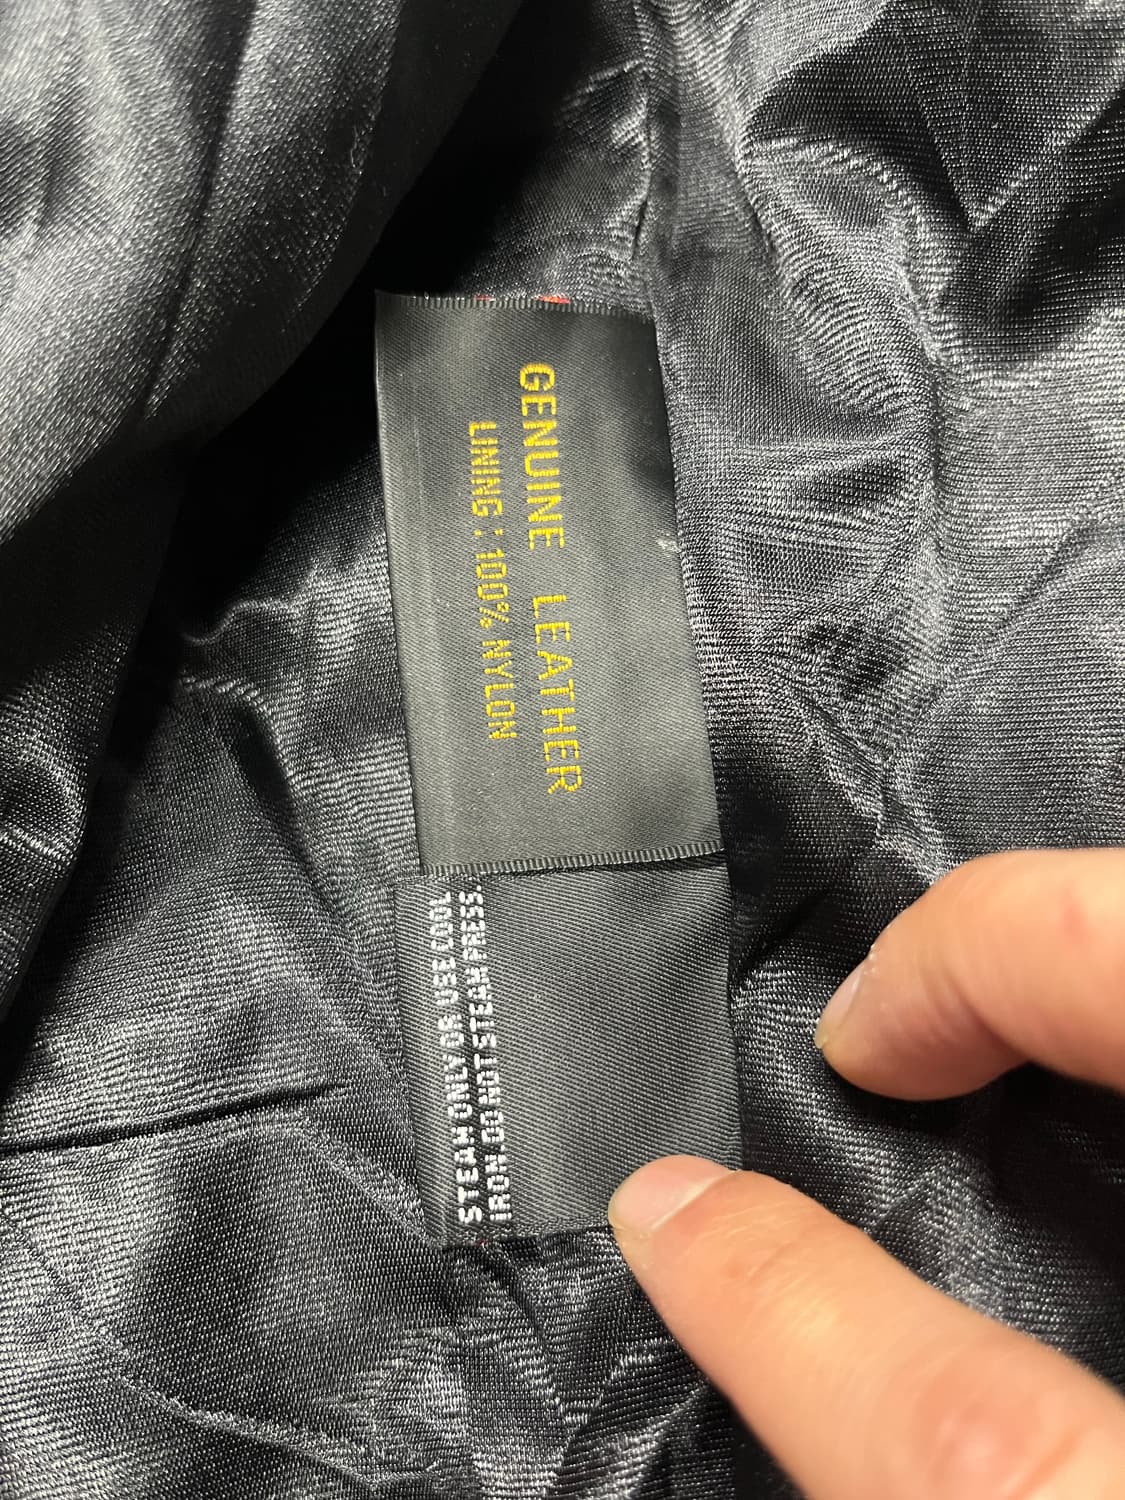 GENUINE LEATHER
LINING : 100% NYLON
STEAM ONLY OR USE COOL
IRON. DO NOT STEAM PRESS.